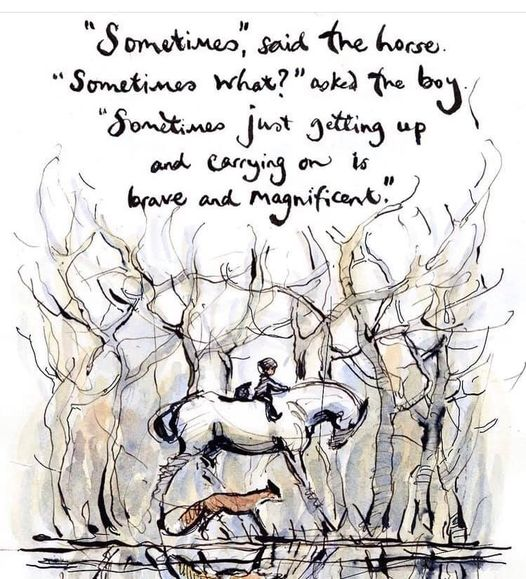 "Sometimes", said the horse.
"Sometimes what?" asked the boy.
"Sometimes just getting up
and carrying on is
brave and magnificent."